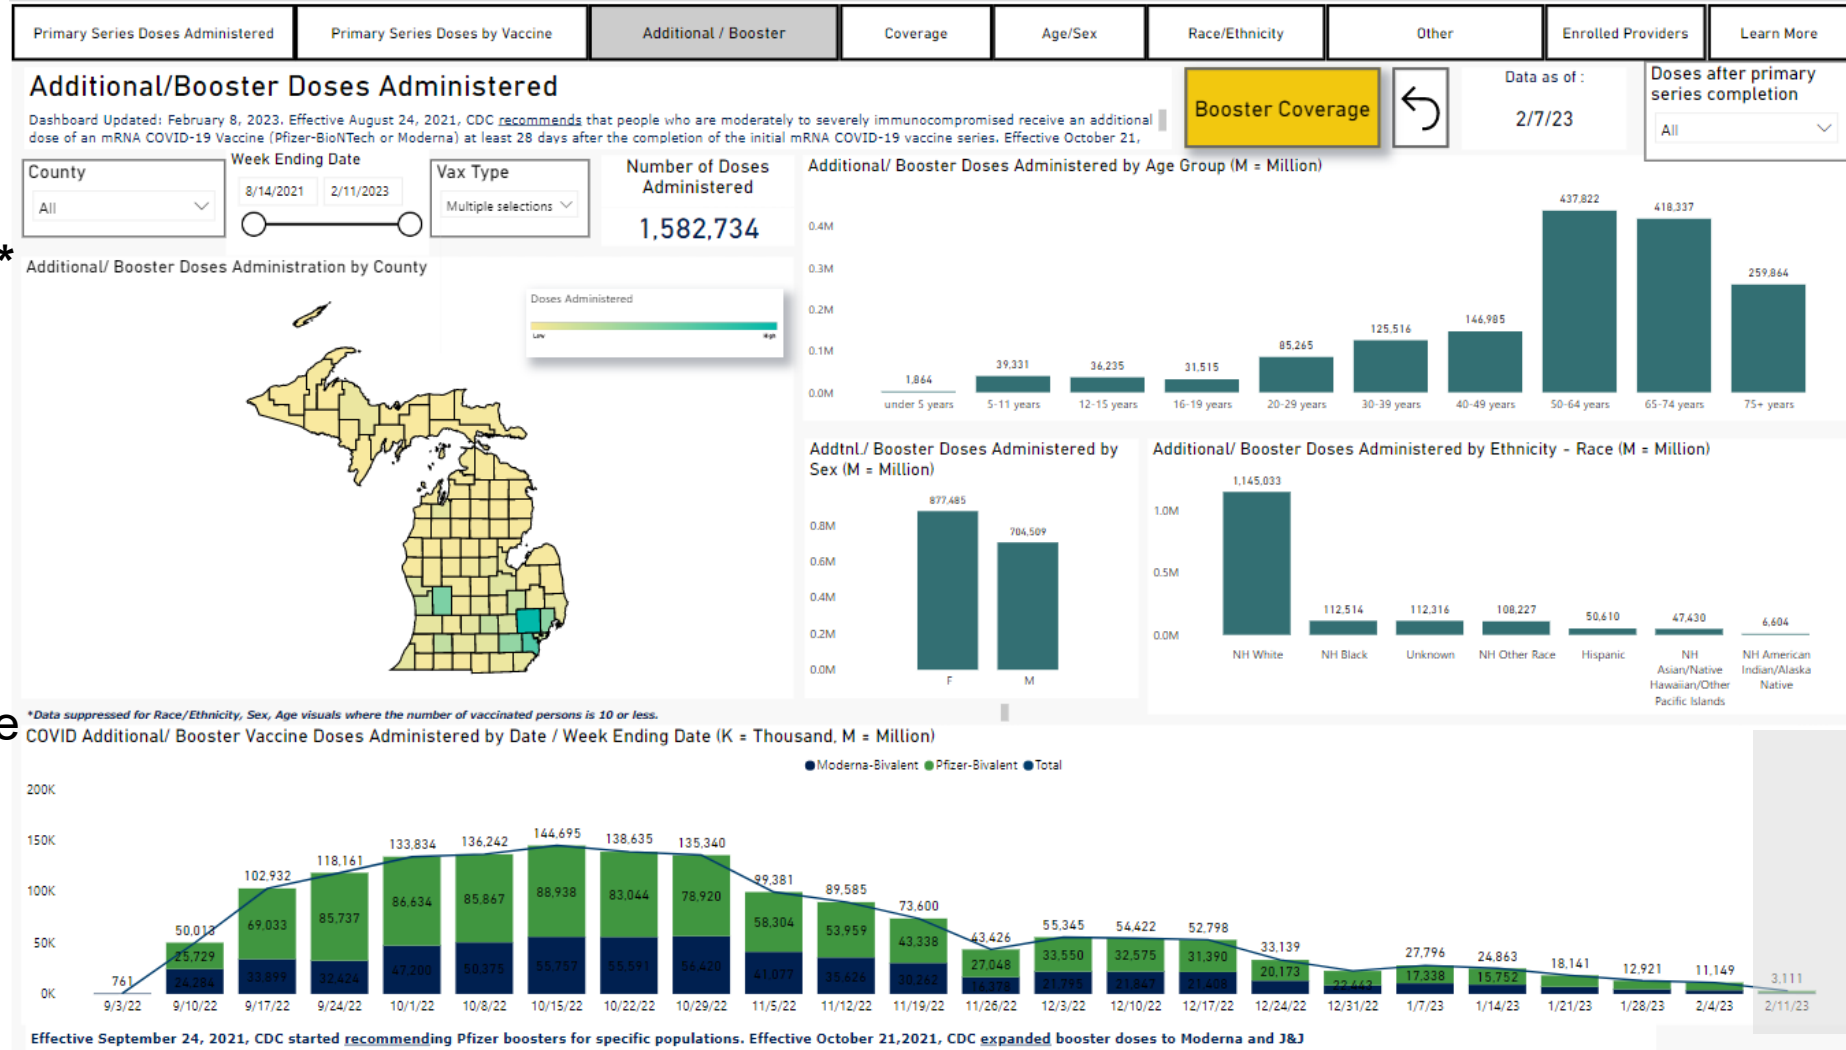 Primary Series Doses Administered
Primary Series Doses by Vaccine
Additional / Booster
Coverage
Age/Sex
Race/Ethnicity
Other
Enrolled Providers
Learn More
Additional/Booster Doses Administered
Dashboard Updated: February 8, 2023. Effective August 24, 2021, CDC recommends that people who are moderately to severely immunocompromised receive an additional
dose of an mRNA COVID-19 Vaccine (Pfizer-BioNTech or Moderna) at least 28 days after the completion of the initial mRNA COVID-19 vaccine series. Effective October 21,
Booster Coverage
Data as of :
2/7/23
Doses after primary
series completion
All
County
All
Week Ending Date
8/14/2021
2/11/2023
Vax Type
Multiple selections
Number of Doses
Administered
1,582,734
*
Additional/ Booster Doses Administration by County
Doses Administered
Low
High
Additional/ Booster Doses Administered by Age Group (M = Million)
0.4M
0.3M
0.2M
0.1M
0.0M
1,864
39,331
36,235
31,515
85,265
125,516
146,985
437,822
418,337
259,864
under 5 years
5-11 years
12-15 years
16-19 years
20-29 years
30-39 years
40-49 years
50-64 years
65-74 years
75+ years
Addtnl./ Booster Doses Administered by
Sex (M = Million)
0.8M
0.6M
0.4M
0.2M
0.0M
877,485
704,509
F
M
Additional/ Booster Doses Administered by Ethnicity - Race (M = Million)
1.0M
0.5M
0.0M
1,145,033
112,514
112,316
108,227
50,610
47,430
6,604
NH White
NH Black
Unknown
NH Other Race
Hispanic
NH
Asian/Native
Hawaiian/Other
Pacific Islands
NH American
Indian/Alaska
Native
*Data suppressed for Race/Ethnicity, Sex, Age visuals where the number of vaccinated persons is 10 or less.
e
COVID Additional/ Booster Vaccine Doses Administered by Date / Week Ending Date (K = Thousand, M = Million)
Moderna-Bivalent Pfizer-Bivalent Total
200K
150K
100K
50K
0K
761
50,013
102,932
118,161
133,834
136,242
144,695
138,635
135,340
99,381
89,585
73,600
43,426
55,345
54,422
52,798
33,139
27,796
24,863
18,141
12,921
11,149
3,111
25,729
69,033
85,737
86,634
85,867
88,938
83,044
78,920
58,304
53,959
43,338
27,048
33,550
32,575
31,390
20,173
17,338
15,752
24,284
33,899
32,424
47,200
50,375
55,757
55,591
56,420
41,077
35,626
30,262
16,378
21,795
21,847
21,408
22,443
9/3/22
9/10/22
9/17/22
9/24/22
10/1/22
10/8/22
10/15/22
10/22/22
10/29/22
11/5/22
11/12/22
11/19/22
11/26/22
12/3/22
12/10/22
12/17/22
12/24/22
12/31/22
1/7/23
1/14/23
1/21/23
1/28/23
2/4/23
2/11/23
Effective September 24, 2021, CDC started recommending Pfizer boosters for specific populations. Effective October 21,2021, CDC expanded booster doses to Moderna and J&J